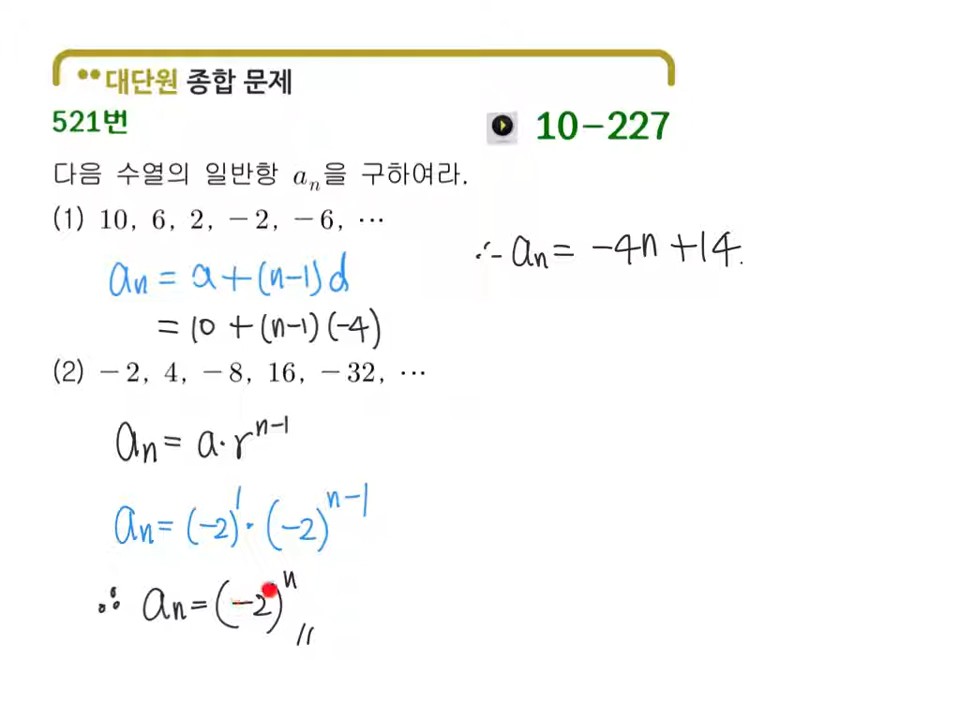 대단원 종합 문제
521번
10-227
다음 수열의 일반항 aₙ을 구하여라.
(1) 10, 6, 2, −2, −6, ⋯
aₙ = a + (n−1)d
= 10 + (n−1)(−4)
∴ aₙ = −4n + 14.
(2) −2, 4, −8, 16, −32, ⋯
aₙ = a · rⁿ⁻¹
aₙ = (−2)¹ · (−2)ⁿ⁻¹
∴ aₙ = (−2)ⁿ //